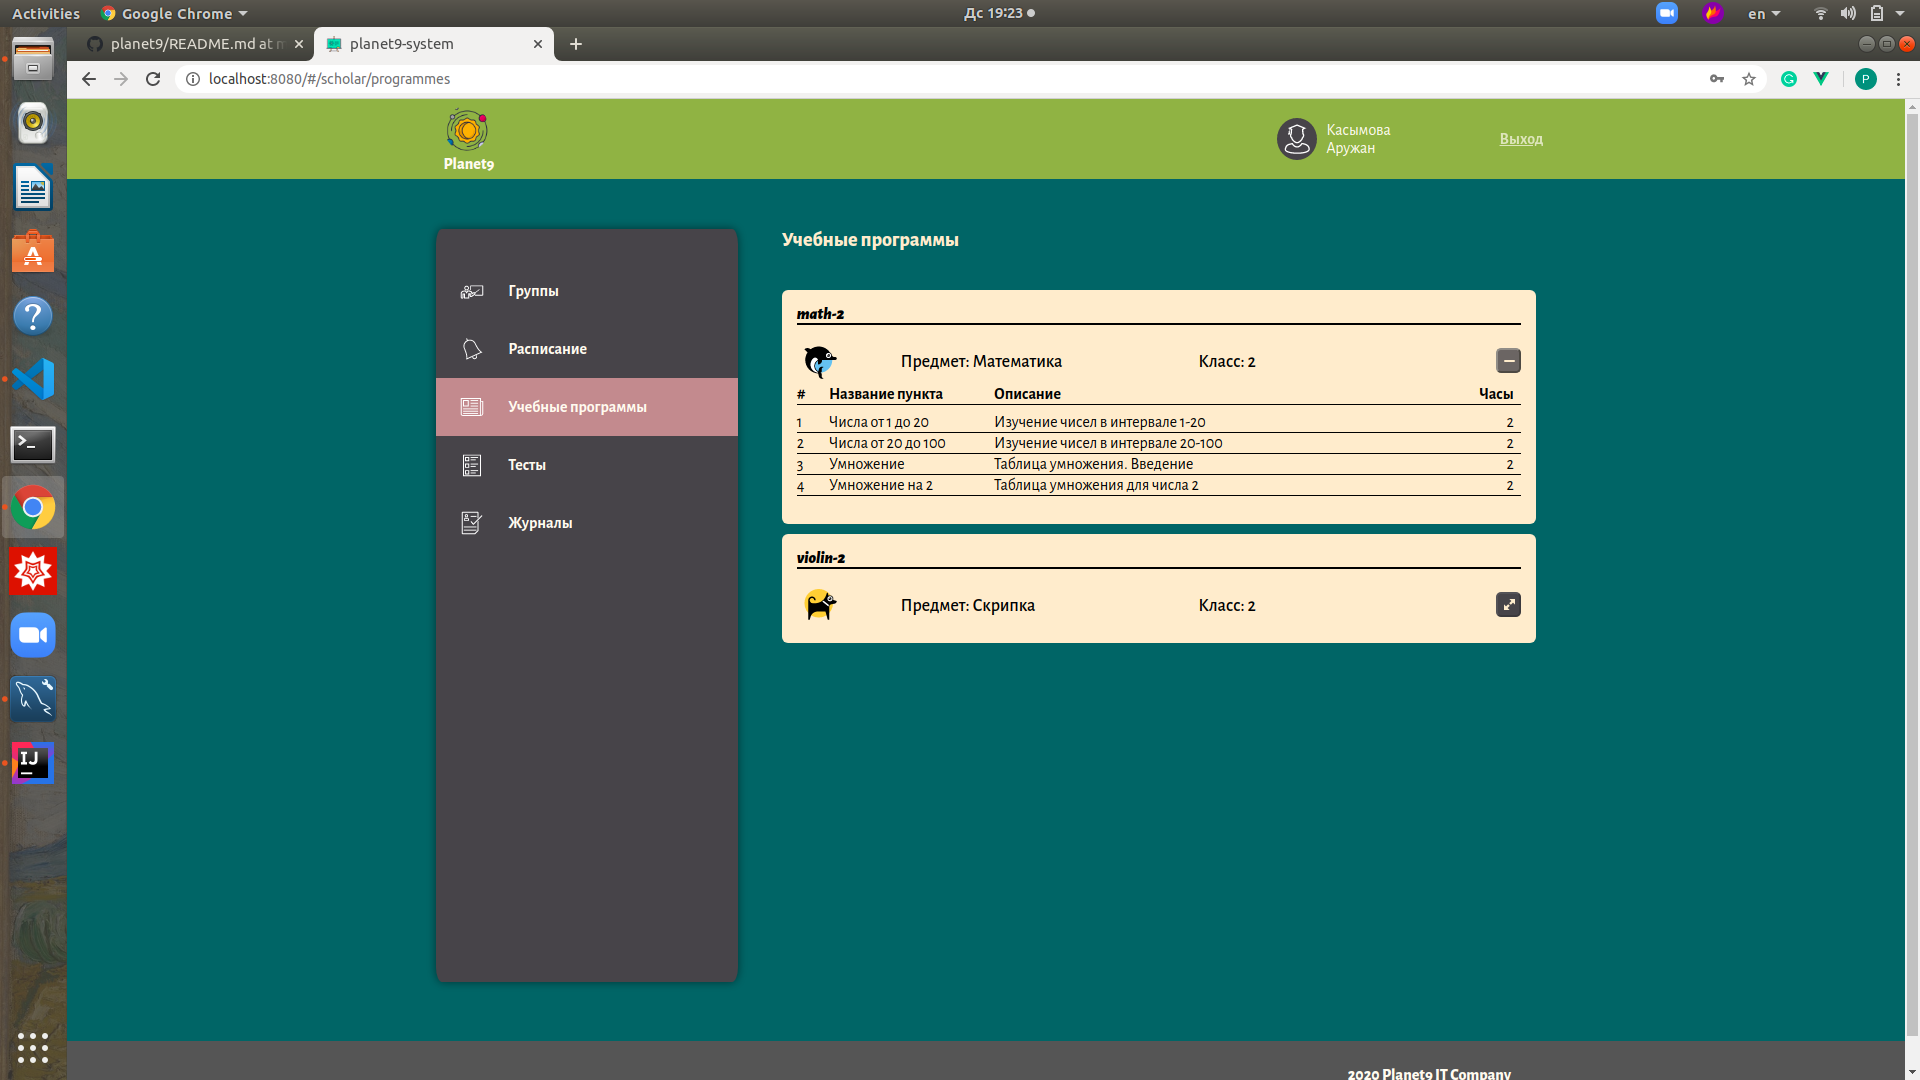 Activities
Google Chrome
Дс 19:23
en
planet9/README.md at m
planet9-system
localhost:8080/#/scholar/programmes
P
Planet9
Касымова
Аружан
Выход
Группы
Расписание
Учебные программы
Тесты
Журналы
Учебные программы
math-2
Предмет: Математика
Класс: 2
# Название пункта Описание Часы
1 Числа от 1 до 20 Изучение чисел в интервале 1-20 2
2 Числа от 20 до 100 Изучение чисел в интервале 20-100 2
3 Умножение Таблица умножения. Введение 2
4 Умножение на 2 Таблица умножения для числа 2 2
violin-2
Предмет: Скрипка
Класс: 2
IJ
2020 Planet9 IT Company